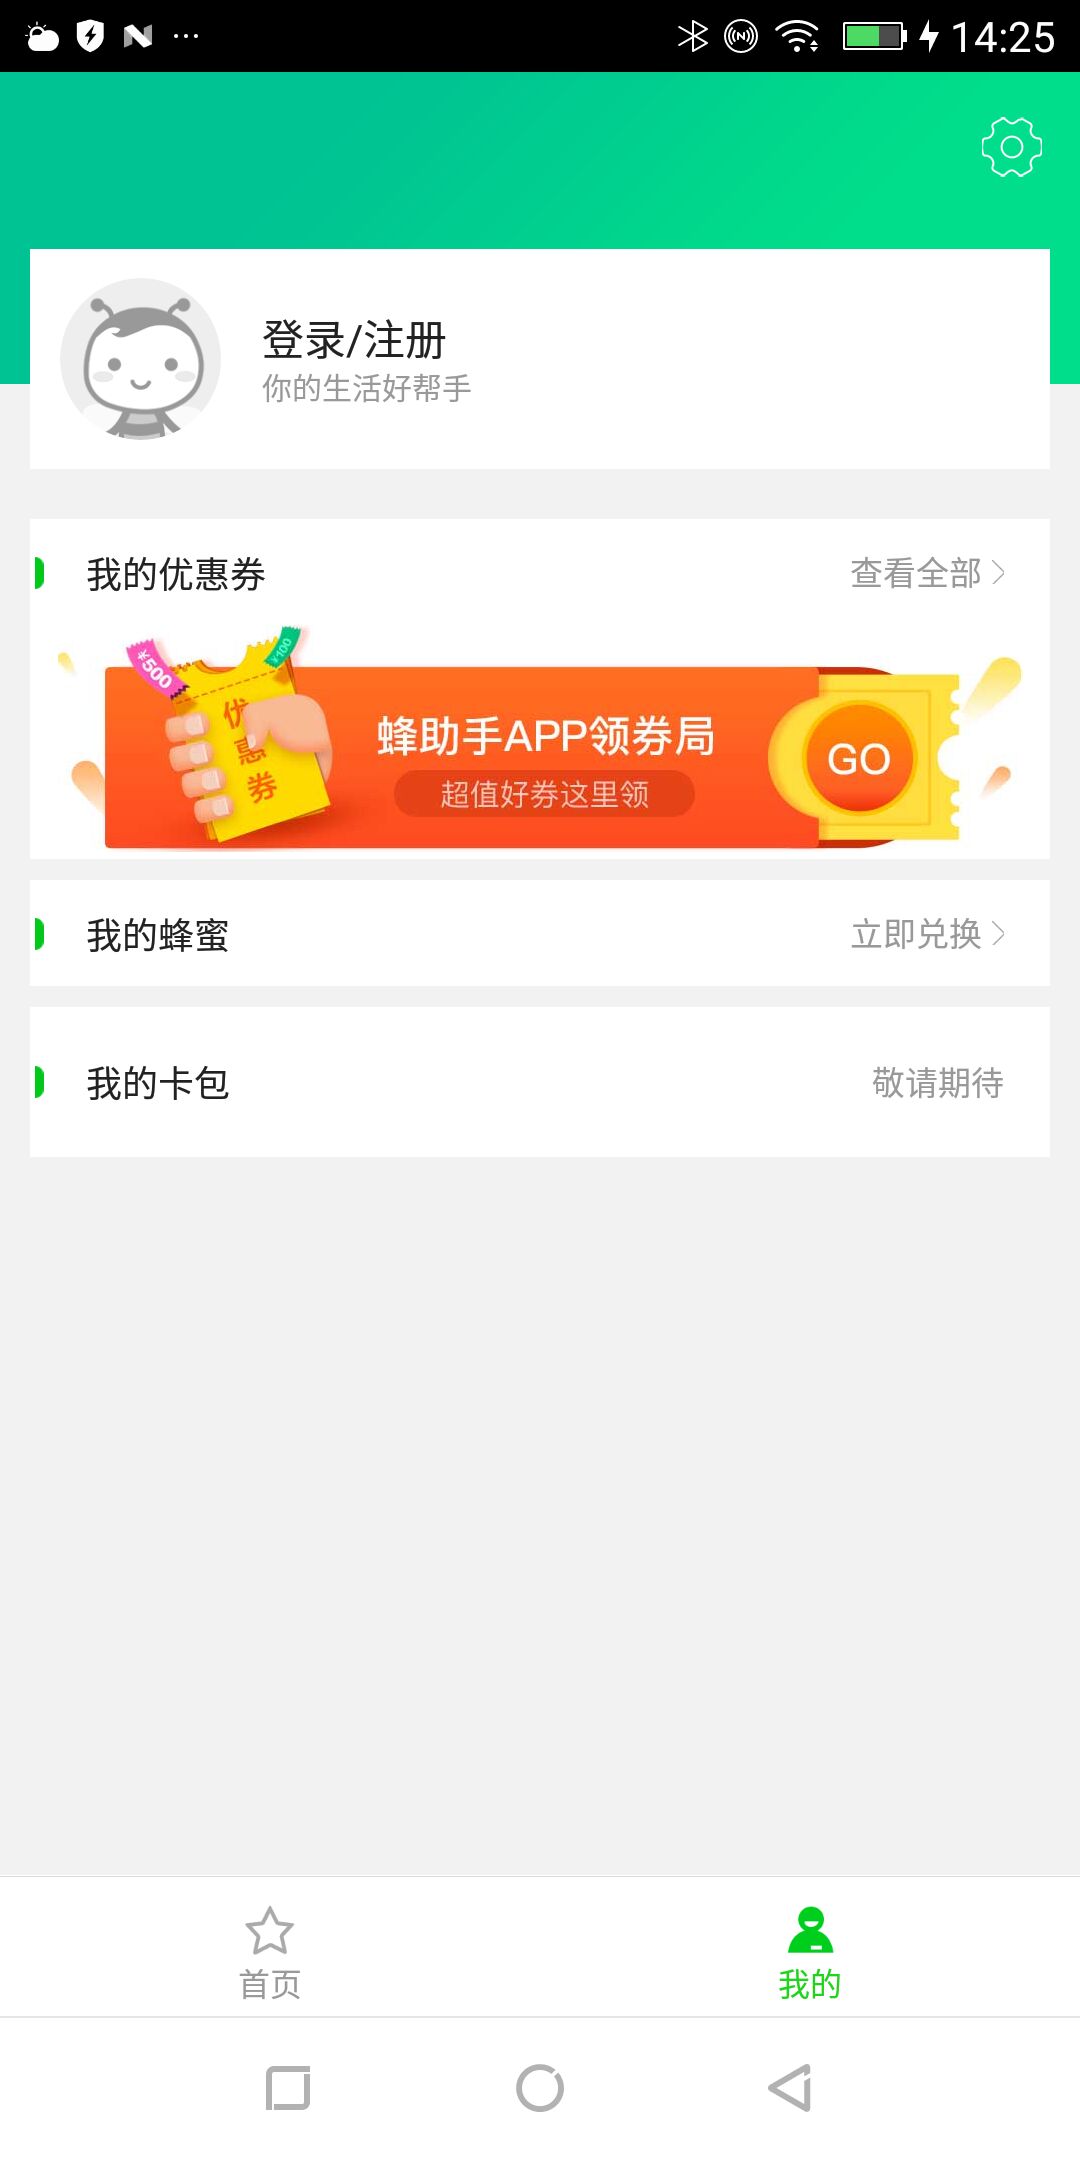 14:25
登录/注册
你的生活好帮手
我的优惠券
查看全部
¥500
¥100
优惠券
蜂助手APP领券局
超值好券这里领
GO
我的蜂蜜
立即兑换
我的卡包
敬请期待
首页
我的